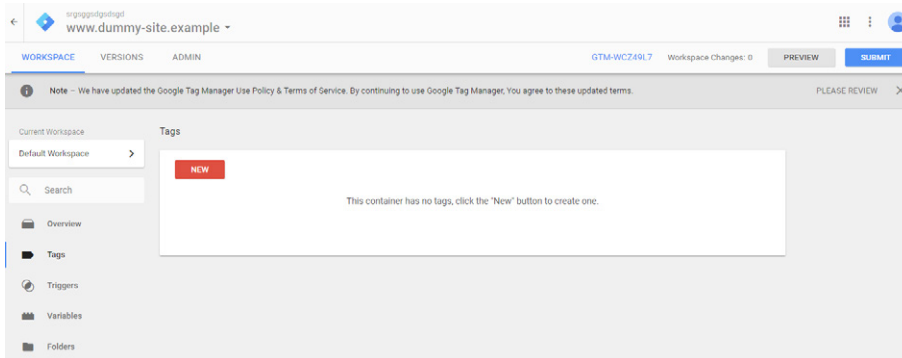 srgsggsdgsdsgd
www.dummy-site.example
WORKSPACE VERSIONS ADMIN GTM-WCZ49L7 Workspace Changes: 0 PREVIEW SUBMIT
Note – We have updated the Google Tag Manager Use Policy & Terms of Service. By continuing to use Google Tag Manager, You agree to these updated terms. PLEASE REVIEW
Current Workspace
Tags
Default Workspace
NEW
Search
This container has no tags, click the "New" button to create one.
Overview
Tags
Triggers
Variables
Folders